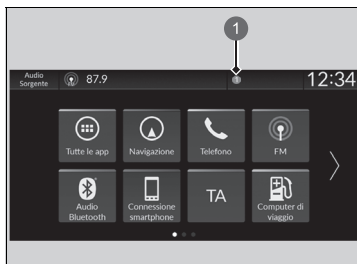 1
Audio
Sorgente
87.9
1
12:34
Tutte le app
Navigazione
Telefono
FM
Audio
Bluetooth
Connessione
smartphone
TA
Computer di
viaggio